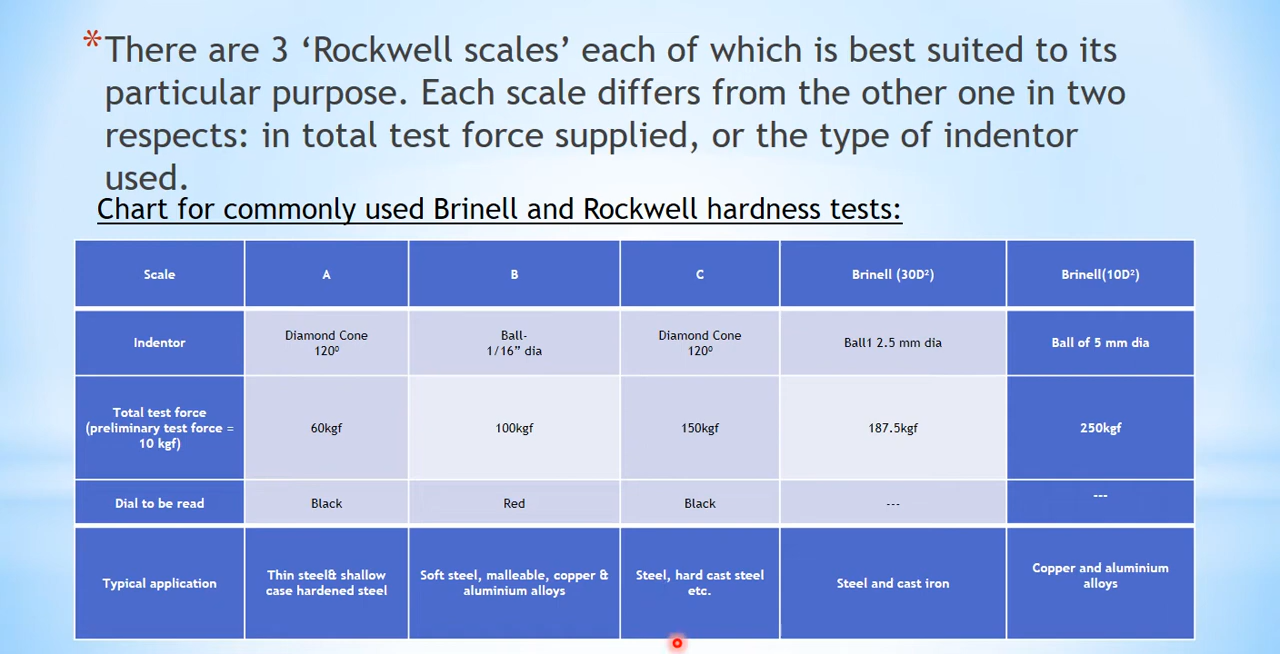 *There are 3 ‘Rockwell scales’ each of which is best suited to its
particular purpose. Each scale differs from the other one in two
respects: in total test force supplied, or the type of indentor
used.
Chart for commonly used Brinell and Rockwell hardness tests:
Scale A B C Brinell (30D²) Brinell(10D²)
Indentor
Diamond Cone
120⁰
Ball-
1/16” dia
Diamond Cone
120⁰
Ball1 2.5 mm dia
Ball of 5 mm dia
Total test force
(preliminary test force =
10 kgf)
60kgf 100kgf 150kgf 187.5kgf 250kgf
Dial to be read Black Red Black --- ---
Typical application
Thin steel& shallow
case hardened steel
Soft steel, malleable, copper &
aluminium alloys
Steel, hard cast steel
etc.
Steel and cast iron
Copper and aluminium
alloys